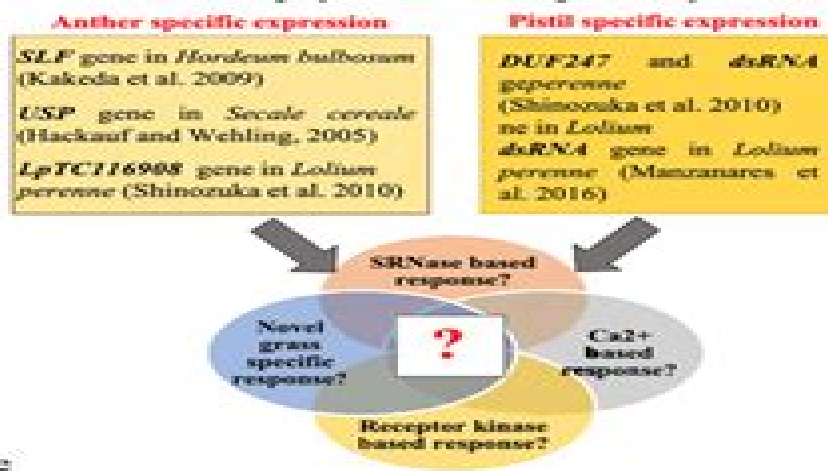 Anther specific expression
SLF gene in Hordeum bulbosum
(Kakeda et al. 2009)
USP gene in Secale cereale
(Hackauf and Wehling, 2005)
LpTC116908 gene in Lolium
perenne (Shinozuka et al. 2010)
Pistil specific expression
DUF247 and dsRNA
geperenne
(Shinozuka et al. 2010)
ne in Lolium
dsRNA gene in Lolium
perenne (Manzanares et
al. 2016)
SRNase based
response?
Novel
grass
specific
response?
?
Ca2+
based
response?
Receptor kinase
based response?